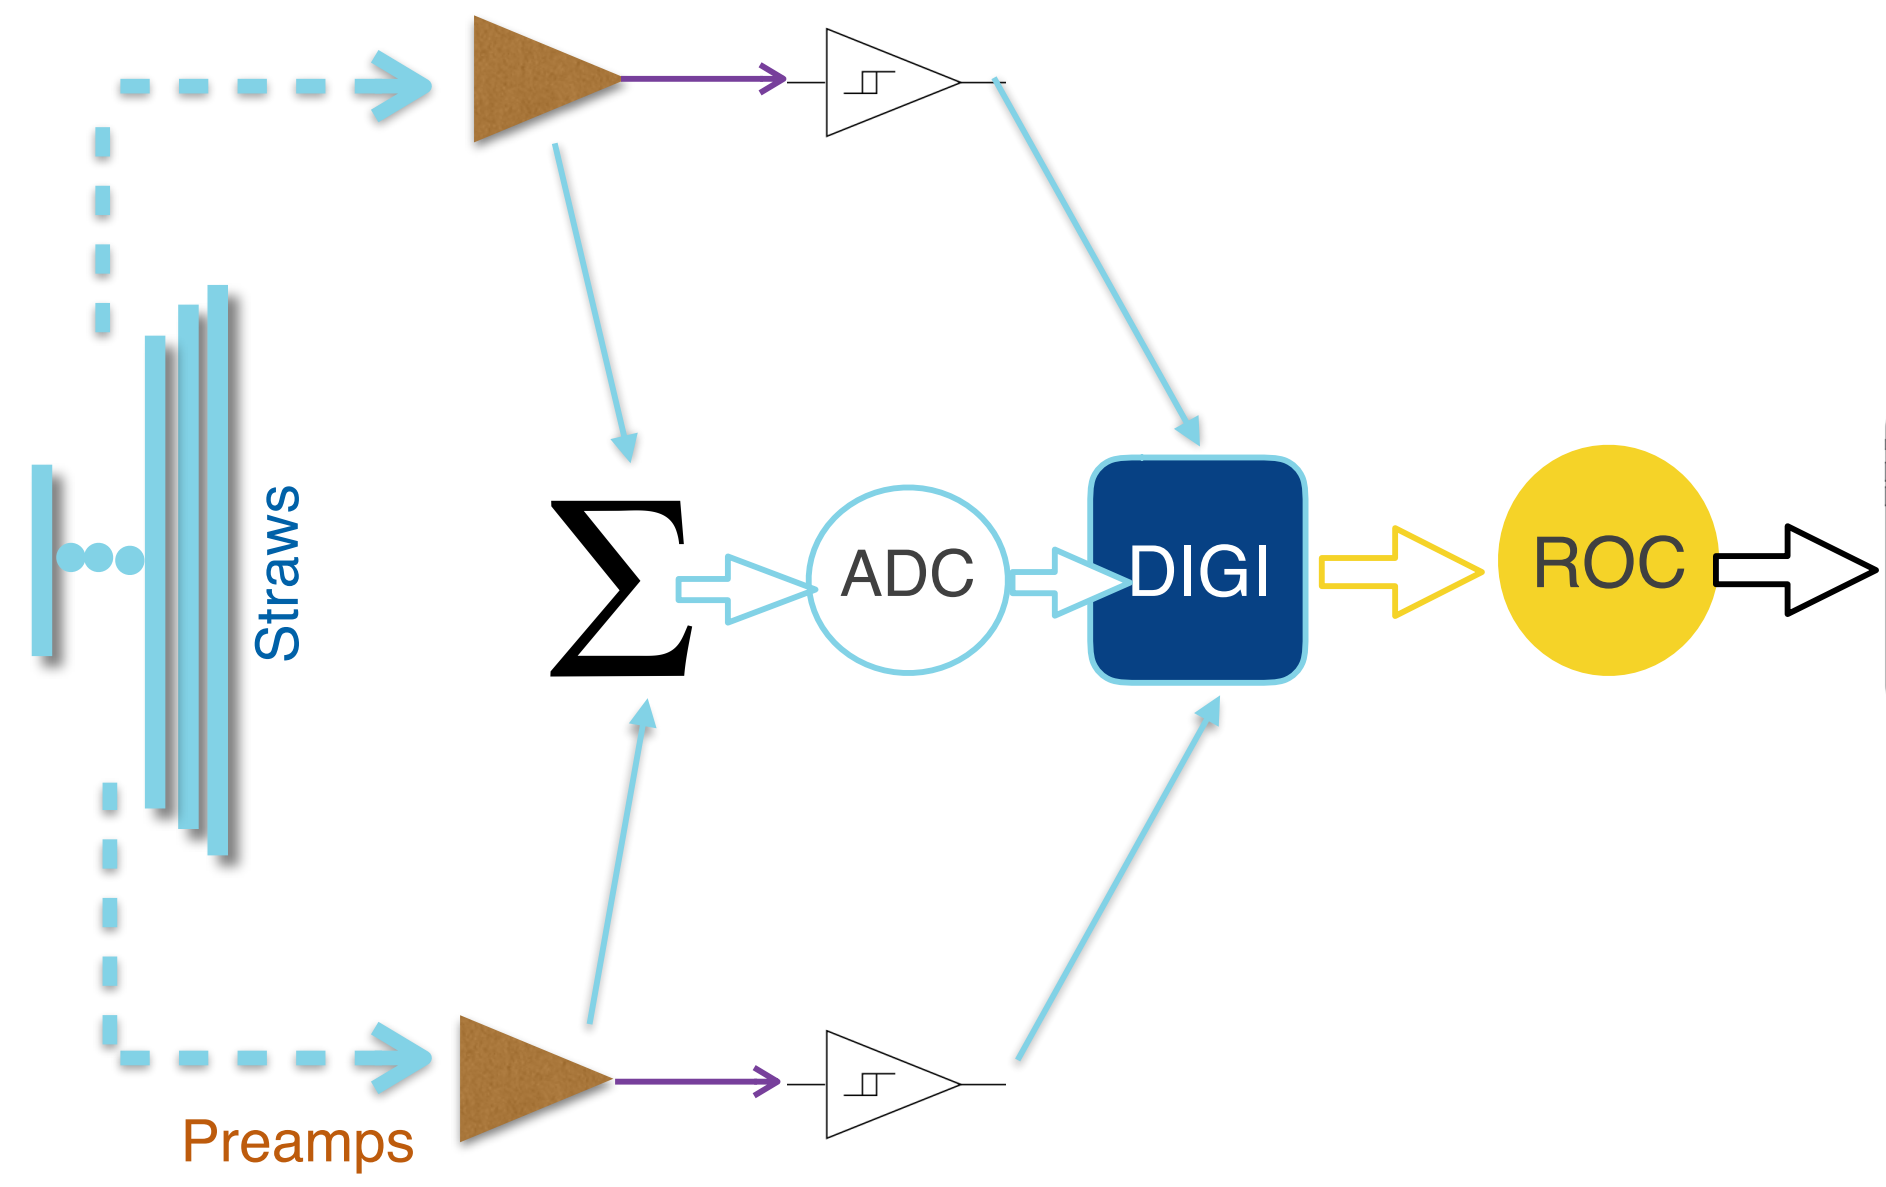 Straws
Σ
ADC
DIGI
ROC
Preamps